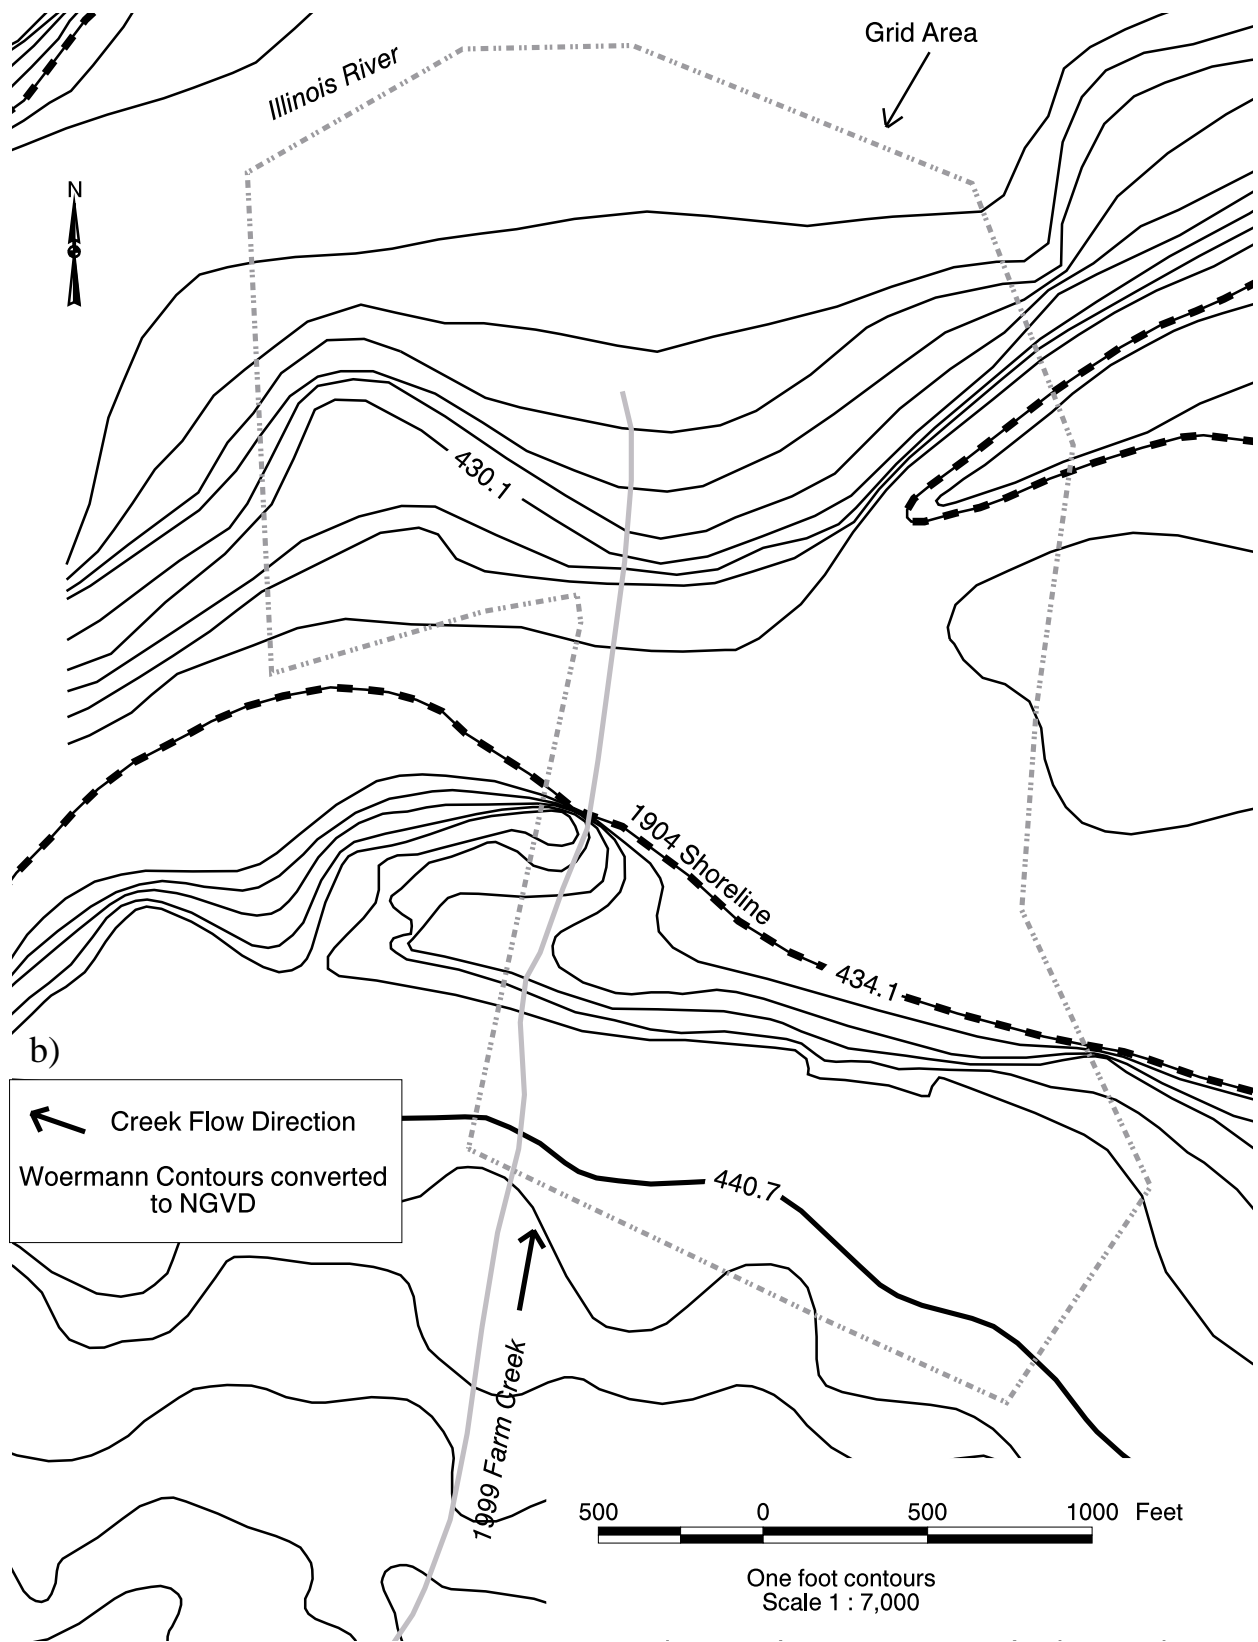 Grid Area
Illinois River
N
430.1
1904 Shoreline
434.1
b)
Creek Flow Direction
Woermann Contours converted
to NGVD
440.7
1999 Farm Creek
500 0 500 1000 Feet
One foot contours
Scale 1 : 7,000